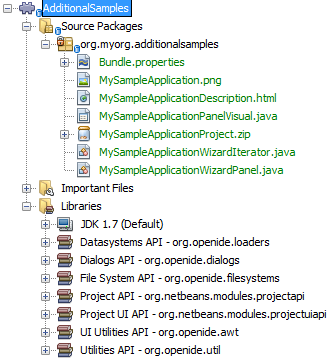 AdditionalSamples
Source Packages
org.myorg.additionalsamples
Bundle.properties
MySampleApplication.png
MySampleApplicationDescription.html
MySampleApplicationPanelVisual.java
MySampleApplicationProject.zip
MySampleApplicationWizardIterator.java
MySampleApplicationWizardPanel.java
Important Files
Libraries
JDK 1.7 (Default)
Datasystems API - org.openide.loaders
Dialogs API - org.openide.dialogs
File System API - org.openide.filesystems
Project API - org.netbeans.modules.projectapi
Project UI API - org.netbeans.modules.projectuiapi
UI Utilities API - org.openide.awt
Utilities API - org.openide.util